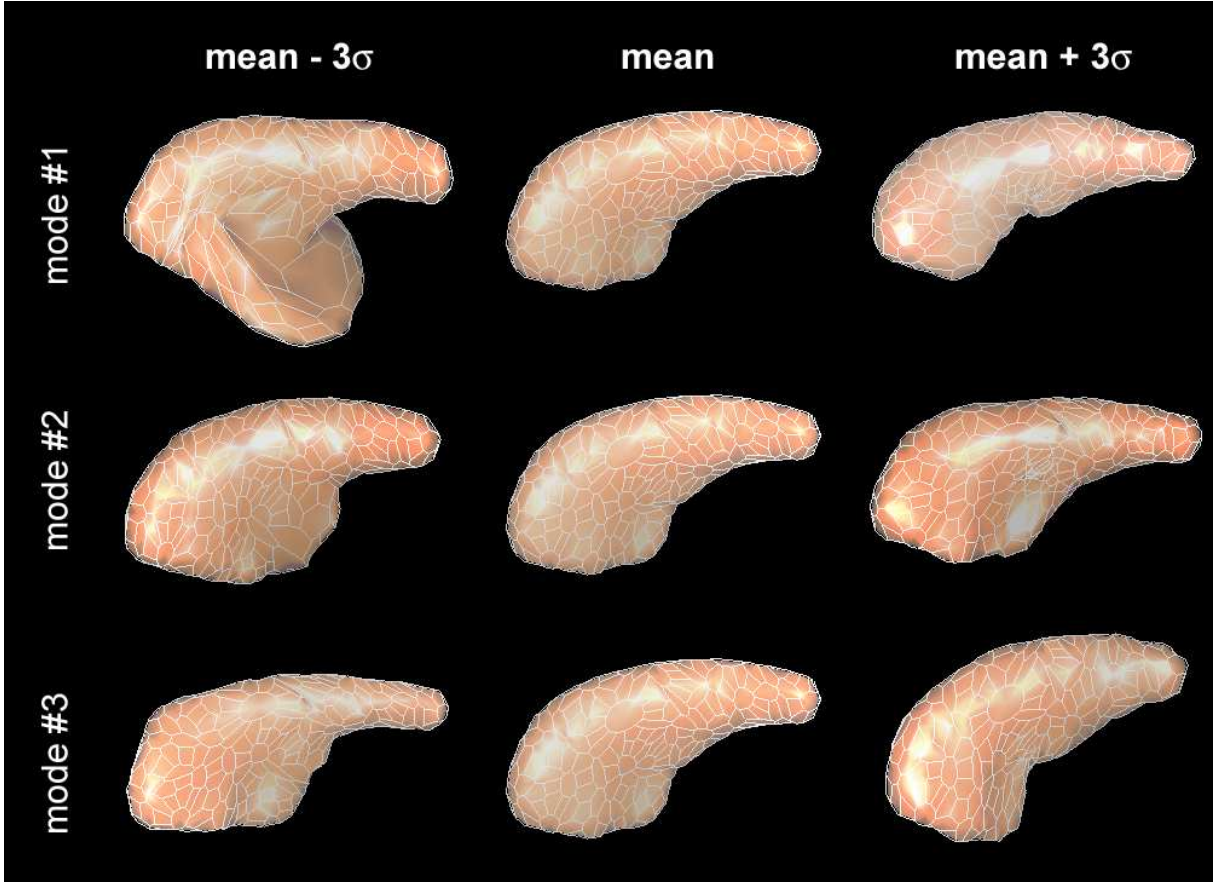 mean - 3σ
mean
mean + 3σ
mode #1
mode #2
mode #3